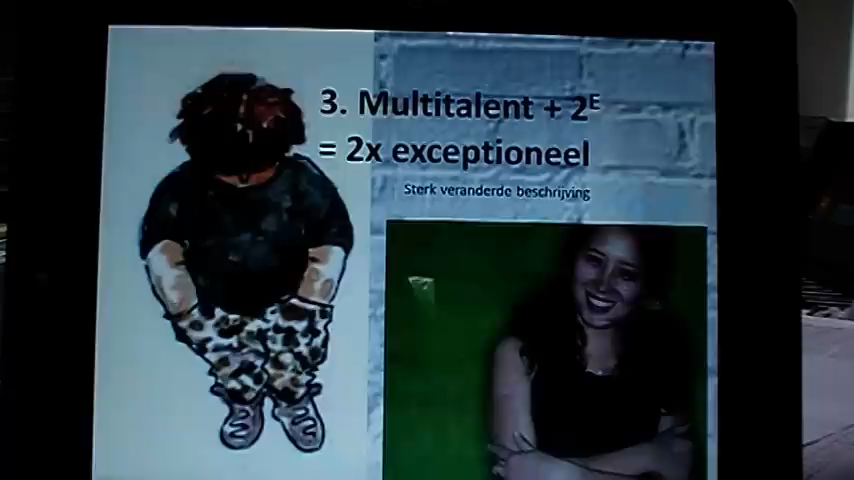 3. Multitalent + 2ᴱ
= 2x exceptioneel
Sterk veranderde beschrijving